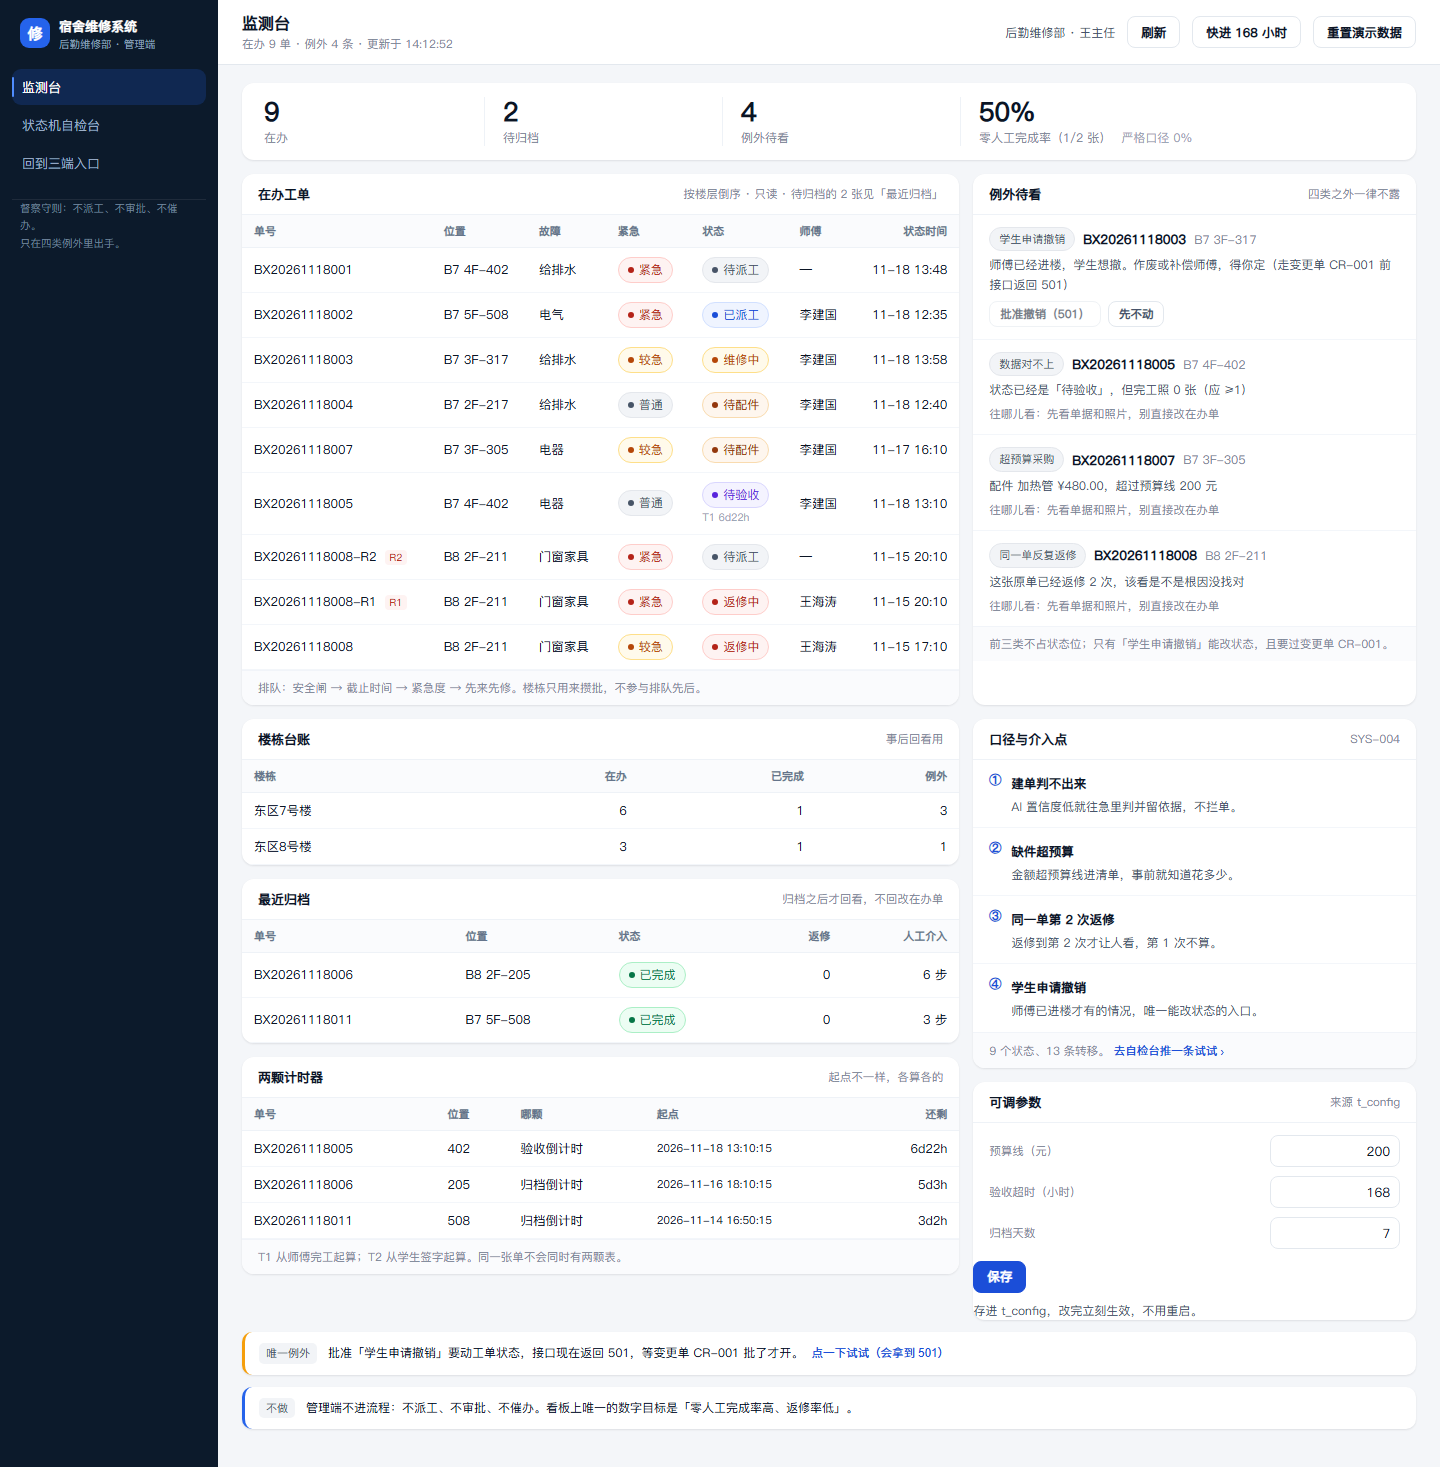 修
宿舍维修系统
后勤维修部 · 管理端
监测台
状态机自检台
回到三端入口
督察守则：不派工、不审批、不催办。
只在四类例外里出手。
监测台
在办 9 单 · 例外 4 条 · 更新于 14:12:52
后勤维修部 · 王主任
刷新
快进 168 小时
重置演示数据
9
在办
2
待归档
4
例外待看
50%
零人工完成率（1/2 张） 严格口径 0%
在办工单
按楼层倒序 · 只读 · 待归档的 2 张见「最近归档」
单号 位置 故障 紧急 状态 师傅 状态时间
BX20261118001 B7 4F-402 给排水 紧急 待派工 — 11-18 13:48
BX20261118002 B7 5F-508 电气 紧急 已派工 李建国 11-18 12:35
BX20261118003 B7 3F-317 给排水 较急 维修中 李建国 11-18 13:58
BX20261118004 B7 2F-217 给排水 普通 待配件 李建国 11-18 12:40
BX20261118007 B7 3F-305 电器 较急 待配件 李建国 11-17 16:10
BX20261118005 B7 4F-402 电器 普通 待验收 李建国 11-18 13:10
T1 6d22h
BX20261118008-R2 R2 B8 2F-211 门窗家具 紧急 待派工 — 11-15 20:10
BX20261118008-R1 R1 B8 2F-211 门窗家具 紧急 返修中 王海涛 11-15 20:10
BX20261118008 B8 2F-211 门窗家具 较急 返修中 王海涛 11-15 17:10
排队：安全闸 → 截止时间 → 紧急度 → 先来先修。楼栋只用来攒批，不参与排队先后。
例外待看
四类之外一律不露
学生申请撤销 BX20261118003 B7 3F-317
师傅已经进楼，学生想撤。作废或补偿师傅，得你定（走变更单 CR-001 前
接口返回 501）
批准撤销（501）
先不动
数据对不上 BX20261118005 B7 4F-402
状态已经是「待验收」，但完工照 0 张（应 ≥1）
往哪儿看：先看单据和照片，别直接改在办单
超预算采购 BX20261118007 B7 3F-305
配件 加热管 ¥480.00，超过预算线 200 元
往哪儿看：先看单据和照片，别直接改在办单
同一单反复返修 BX20261118008 B8 2F-211
这张原单已经返修 2 次，该看是不是根因没找对
往哪儿看：先看单据和照片，别直接改在办单
前三类不占状态位；只有「学生申请撤销」能改状态，且要过变更单 CR-001。
楼栋台账
事后回看用
楼栋 在办 已完成 例外
东区7号楼 6 1 3
东区8号楼 3 1 1
最近归档
归档之后才回看，不回改在办单
单号 位置 状态 返修 人工介入
BX20261118006 B8 2F-205 已完成 0 6 步
BX20261118011 B7 5F-508 已完成 0 3 步
两颗计时器
起点不一样，各算各的
单号 位置 哪颗 起点 还剩
BX20261118005 402 验收倒计时 2026-11-18 13:10:15 6d22h
BX20261118006 205 归档倒计时 2026-11-16 18:10:15 5d3h
BX20261118011 508 归档倒计时 2026-11-14 16:50:15 3d2h
T1 从师傅完工起算；T2 从学生签字起算。同一张单不会同时有两颗表。
口径与介入点
SYS-004
① 建单判不出来
AI 置信度低就往急里判并留依据，不拦单。
② 缺件超预算
金额超预算线进清单，事前就知道花多少。
③ 同一单第 2 次返修
返修到第 2 次才让人看，第 1 次不算。
④ 学生申请撤销
师傅已进楼才有的情况，唯一能改状态的入口。
9 个状态、13 条转移。 去自检台推一条试试 ›
可调参数
来源 t_config
预算线（元） 200
验收超时（小时） 168
归档天数 7
保存
存进 t_config，改完立刻生效，不用重启。
唯一例外 批准「学生申请撤销」要动工单状态，接口现在返回 501，等变更单 CR-001 批了才开。 点一下试试（会拿到 501）
不做 管理端不进流程：不派工、不审批、不催办。看板上唯一的数字目标是「零人工完成率高、返修率低」。